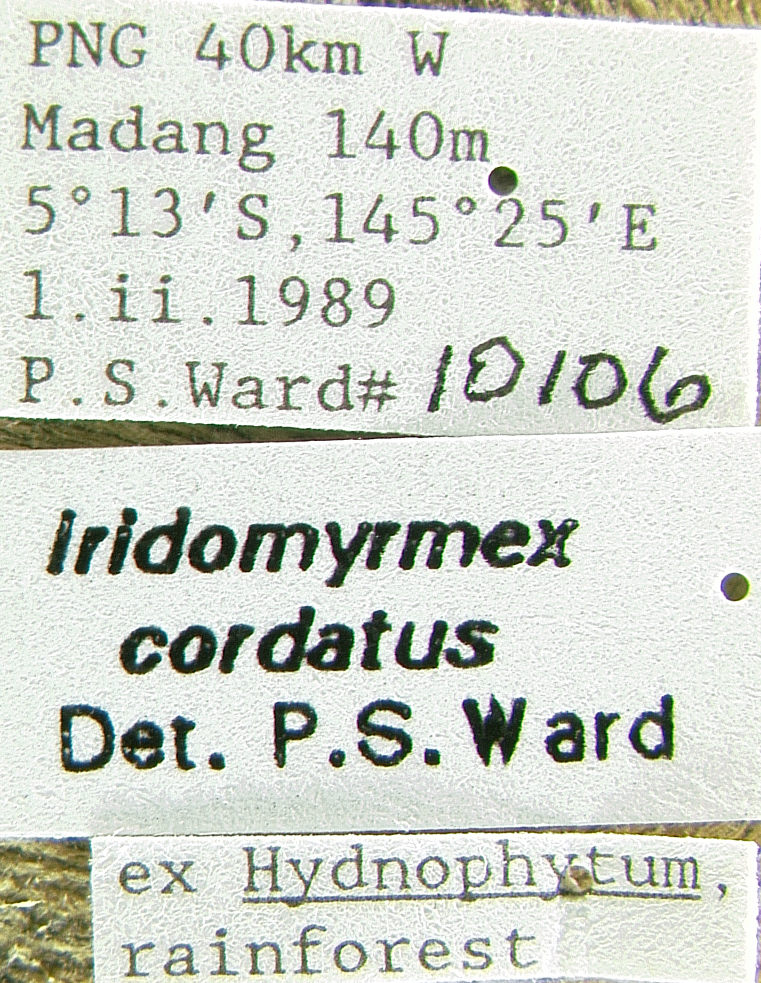 PNG 40km W
Madang 140m
5°13'S,145°25'E
1.ii.1989
P.S.Ward# 10106
Iridomyrmex
cordatus
Det. P.S. Ward
ex Hydnophytum,
rainforest